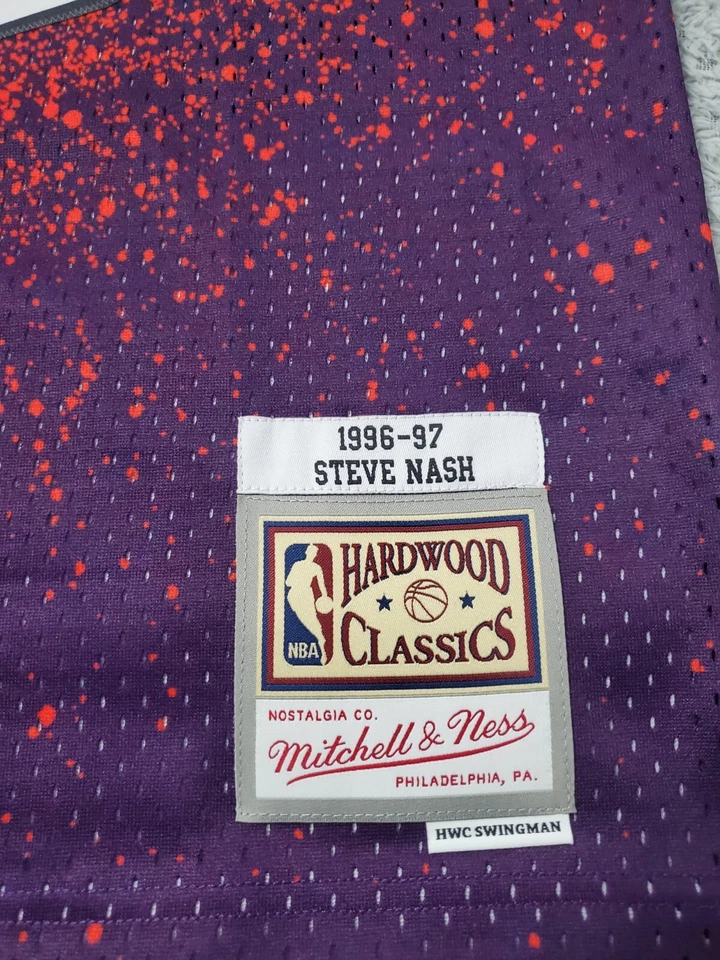 1996-97
STEVE NASH
HARDWOOD
CLASSICS
NBA
NOSTALGIA CO.
Mitchell & Ness
PHILADELPHIA, PA.
HWC SWINGMAN